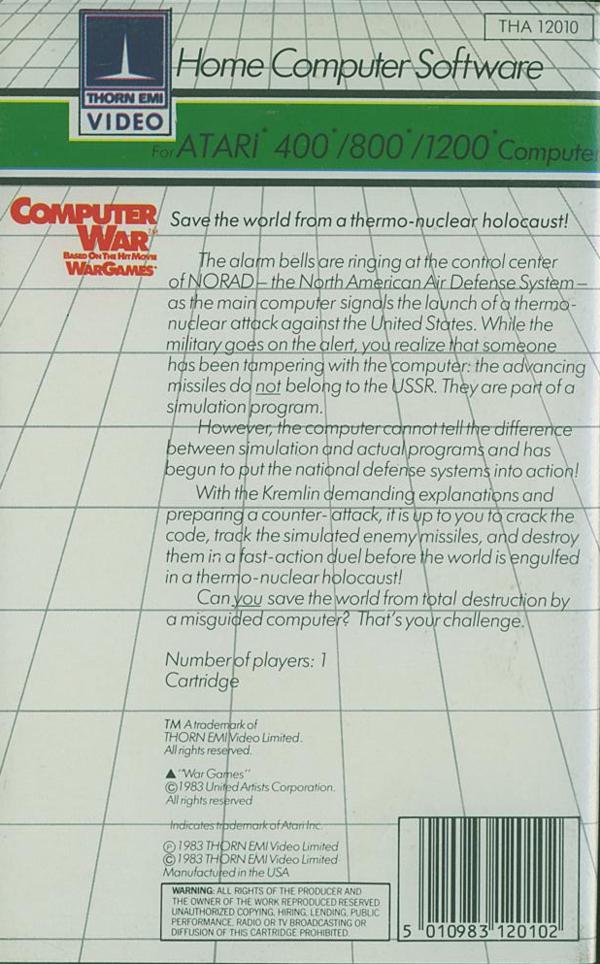 THA 12010
Home Computer Software
THORN EMI
VIDEO
For ATARI* 400*/800*/1200* Computer
COMPUTER
WAR™
BASED ON THE HIT MOVIE
WARGAMES
Save the world from a thermo-nuclear holocaust!
The alarm bells are ringing at the control center
of NORAD – the North American Air Defense System –
as the main computer signals the launch of a thermo-
nuclear attack against the United States. While the
military goes on the alert, you realize that someone
has been tampering with the computer: the advancing
missiles do not belong to the USSR. They are part of a
simulation program.
However, the computer cannot tell the difference
between simulation and actual programs and has
begun to put the national defense systems into action!
With the Kremlin demanding explanations and
preparing a counter-attack, it is up to you to crack the
code, track the simulated enemy missiles, and destroy
them in a fast-action duel before the world is engulfed
in a thermo-nuclear holocaust!
Can you save the world from total destruction by
a misguided computer? That's your challenge.
Number of players: 1
Cartridge
TM A trademark of
THORN EMI Video Limited.
All rights reserved.
▲ "War Games"
©1983 United Artists Corporation.
All rights reserved
Indicates trademark of Atari Inc.
℗ 1983 THORN EMI Video Limited
© 1983 THORN EMI Video Limited
Manufactured in the USA
WARNING: ALL RIGHTS OF THE PRODUCER AND
THE OWNER OF THE WORK REPRODUCED RESERVED
UNAUTHORIZED COPYING, HIRING, LENDING, PUBLIC
PERFORMANCE, RADIO OR TV BROADCASTING OR
DIFFUSION OF THIS CARTRIDGE PROHIBITED.
5 010983 120102